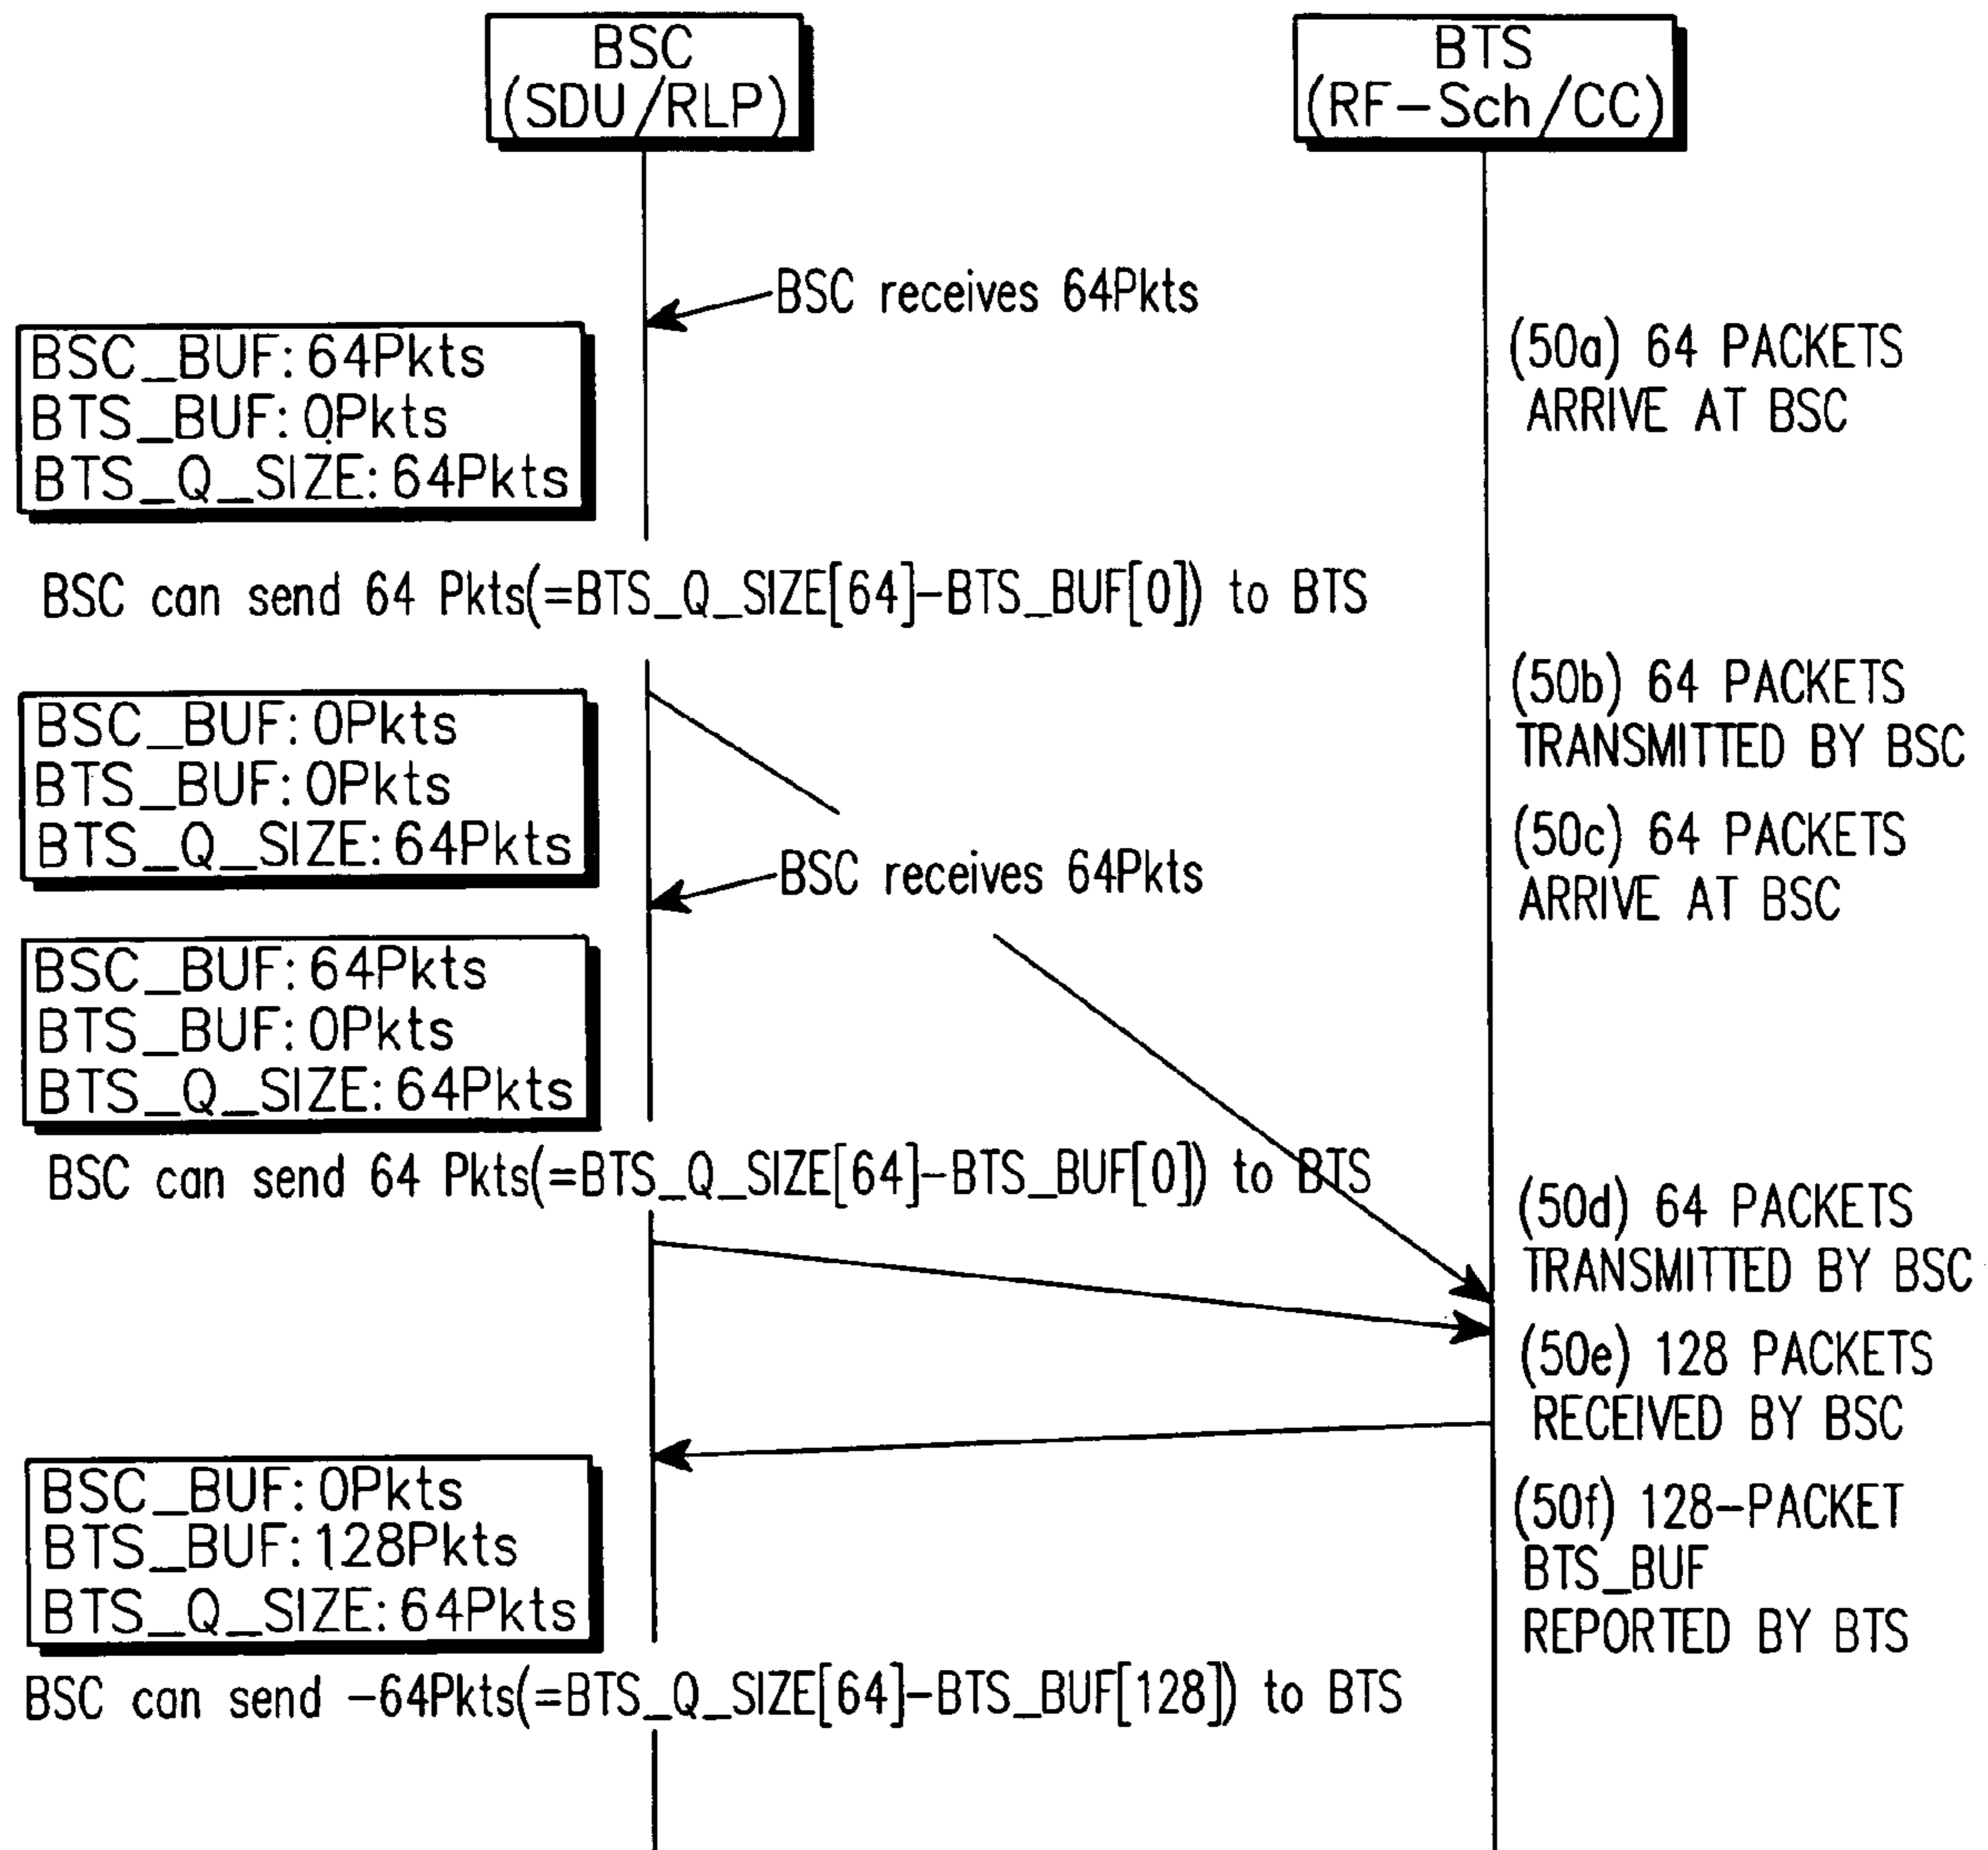 BSC
(SDU/RLP)
BTS
(RF-Sch/CC)
BSC receives 64Pkts
BSC_BUF: 64Pkts
BTS_BUF: 0Pkts
BTS_Q_SIZE: 64Pkts
(50a) 64 PACKETS
ARRIVE AT BSC
BSC can send 64 Pkts(=BTS_Q_SIZE[64]-BTS_BUF[0]) to BTS
(50b) 64 PACKETS
TRANSMITTED BY BSC
BSC_BUF: 0Pkts
BTS_BUF: 0Pkts
BTS_Q_SIZE: 64Pkts
(50c) 64 PACKETS
ARRIVE AT BSC
BSC receives 64Pkts
BSC_BUF: 64Pkts
BTS_BUF: 0Pkts
BTS_Q_SIZE: 64Pkts
BSC can send 64 Pkts(=BTS_Q_SIZE[64]-BTS_BUF[0]) to BTS
(50d) 64 PACKETS
TRANSMITTED BY BSC
(50e) 128 PACKETS
RECEIVED BY BSC
BSC_BUF: 0Pkts
BTS_BUF: 128Pkts
BTS_Q_SIZE: 64Pkts
(50f) 128-PACKET
BTS_BUF
REPORTED BY BTS
BSC can send -64Pkts(=BTS_Q_SIZE[64]-BTS_BUF[128]) to BTS